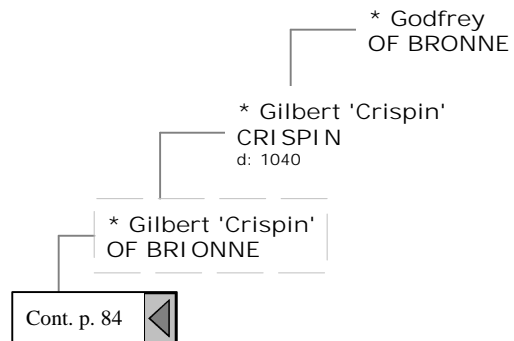 * Godfrey
OF BRONNE
* Gilbert 'Crispin'
CRISPIN
d: 1040
* Gilbert 'Crispin'
OF BRIONNE
Cont. p. 84